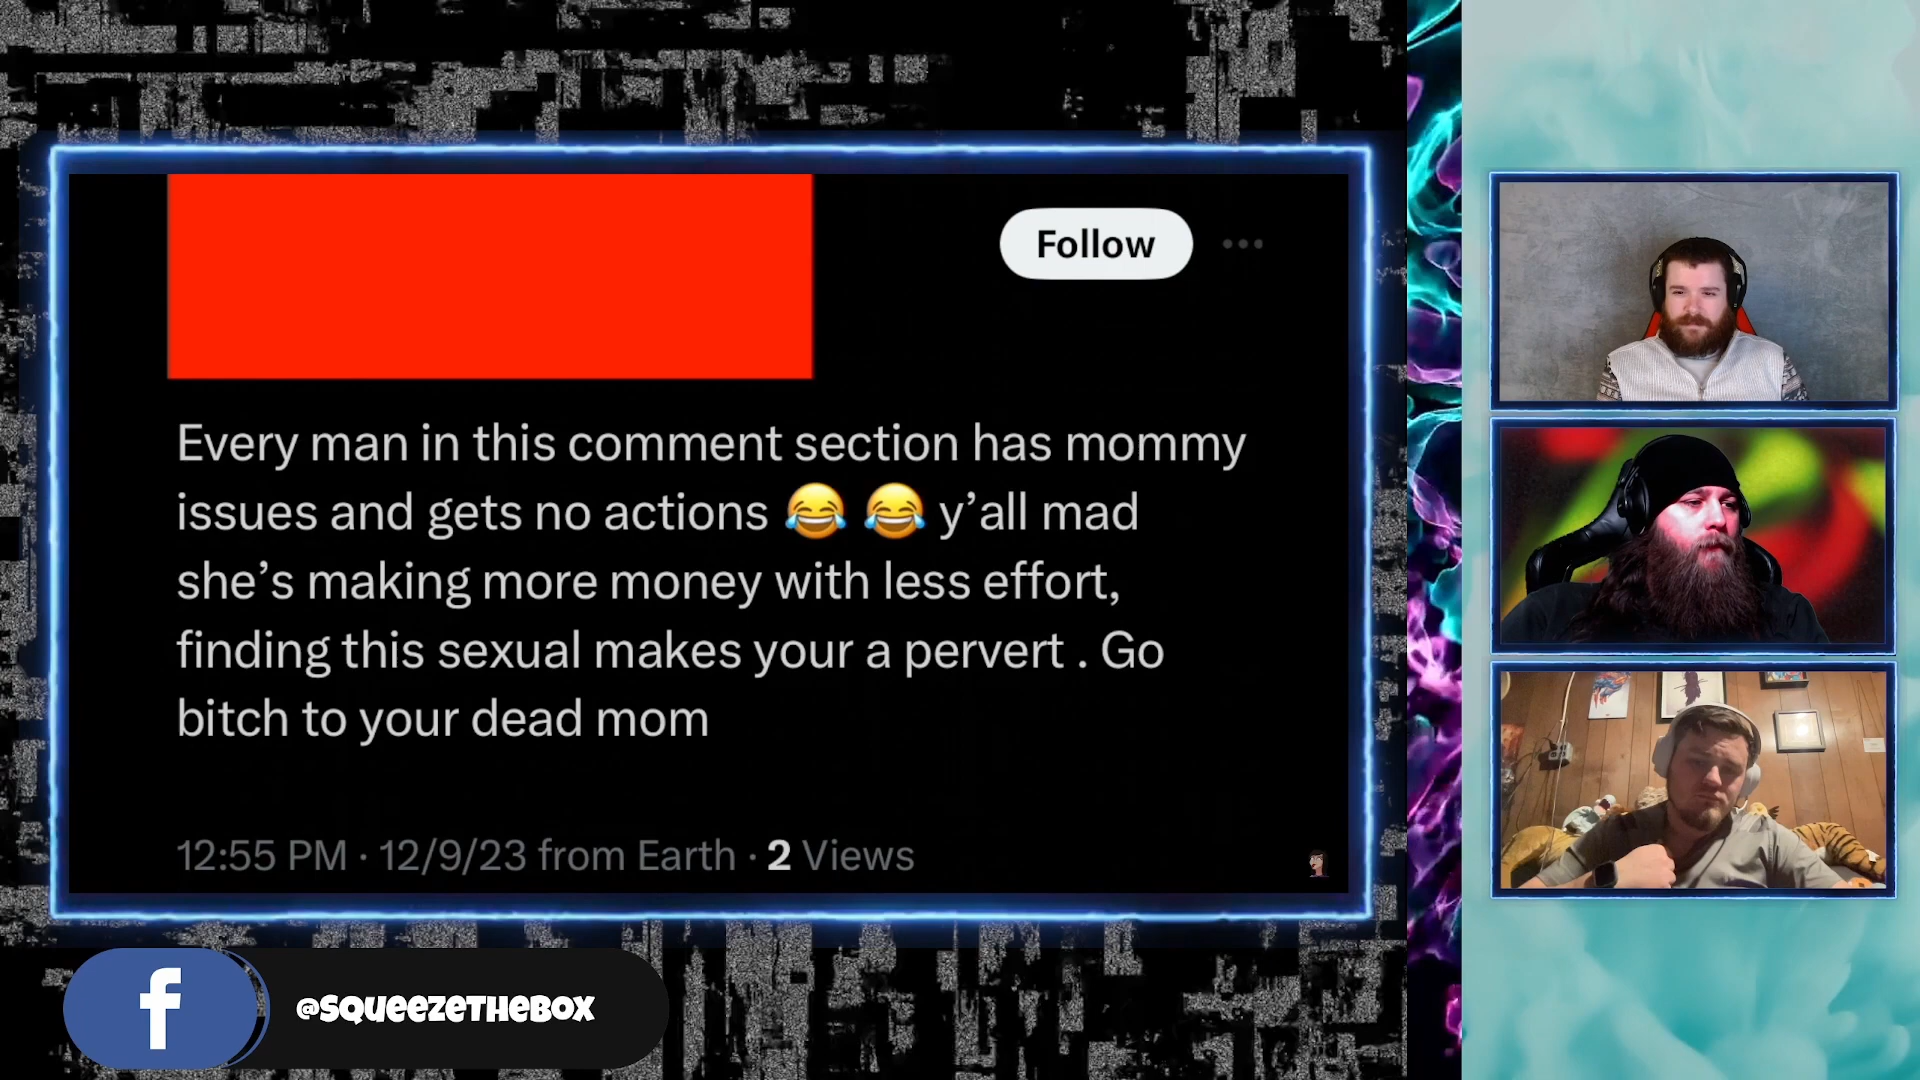 Follow
Every man in this comment section has mommy
issues and gets no actions 😂 😂 y’all mad
she’s making more money with less effort,
finding this sexual makes your a pervert . Go
bitch to your dead mom
12:55 PM · 12/9/23 from Earth · 2 Views
f
@SQUEEZETHEBOX